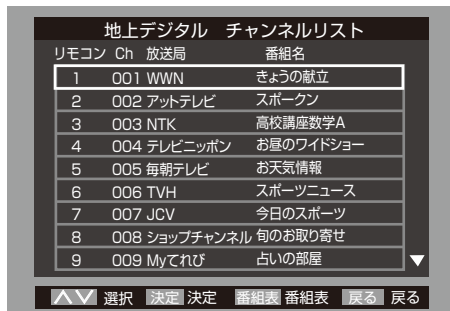 地上デジタル チャンネルリスト
リモコン Ch 放送局 番組名
1 001 WWN きょうの献立
2 002 アットテレビ スポークン
3 003 NTK 高校講座数学A
4 004 テレビニッポン お昼のワイドショー
5 005 毎朝テレビ お天気情報
6 006 TVH スポーツニュース
7 007 JCV 今日のスポーツ
8 008 ショップチャンネル 旬のお取り寄せ
9 009 Myてれび 占いの部屋
選択 決定 決定 番組表 番組表 戻る 戻る